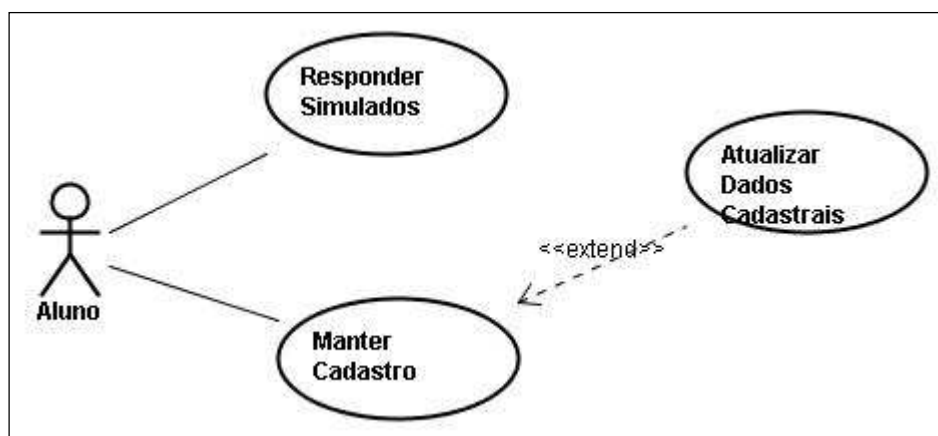 Responder
Simulados
Atualizar
Dados
Cadastrais
<<extend>>
Aluno
Manter
Cadastro